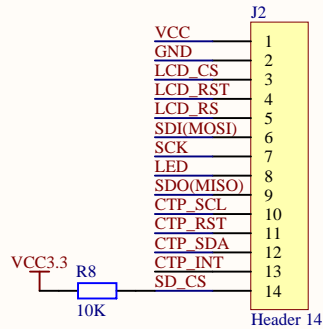 J2
VCC 1
GND 2
LCD_CS 3
LCD_RST 4
LCD_RS 5
SDI(MOSI) 6
SCK 7
LED 8
SDO(MISO) 9
CTP_SCL 10
CTP_RST 11
CTP_SDA 12
VCC3.3 R8 CTP_INT 13
SD_CS 14
10K Header 14